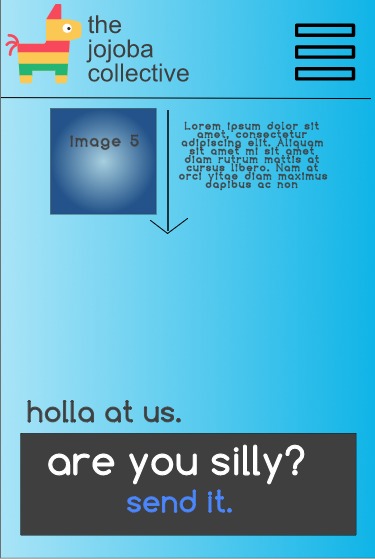 the
jojoba
collective
Image 5
Lorem ipsum dolor sit
amet, consectetur
adipiscing elit. Aliquam
sit amet mi sit amet
diam rutrum mattis at
cursus libero. Nam at
orci vitae diam maximus
dapibus ac non
holla at us.
are you silly?
send it.